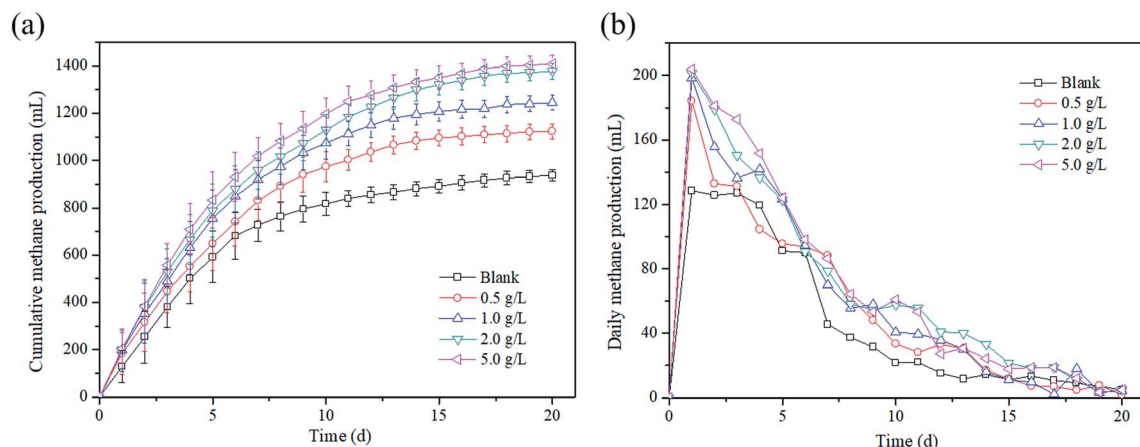 (a)
Cumulative methane production (mL)
1400
1200
1000
800
600
400
200
0
0
5
10
15
20
Time (d)
Blank
0.5 g/L
1.0 g/L
2.0 g/L
5.0 g/L
(b)
Daily methane production (mL)
200
160
120
80
40
0
0
5
10
15
20
Time (d)
Blank
0.5 g/L
1.0 g/L
2.0 g/L
5.0 g/L